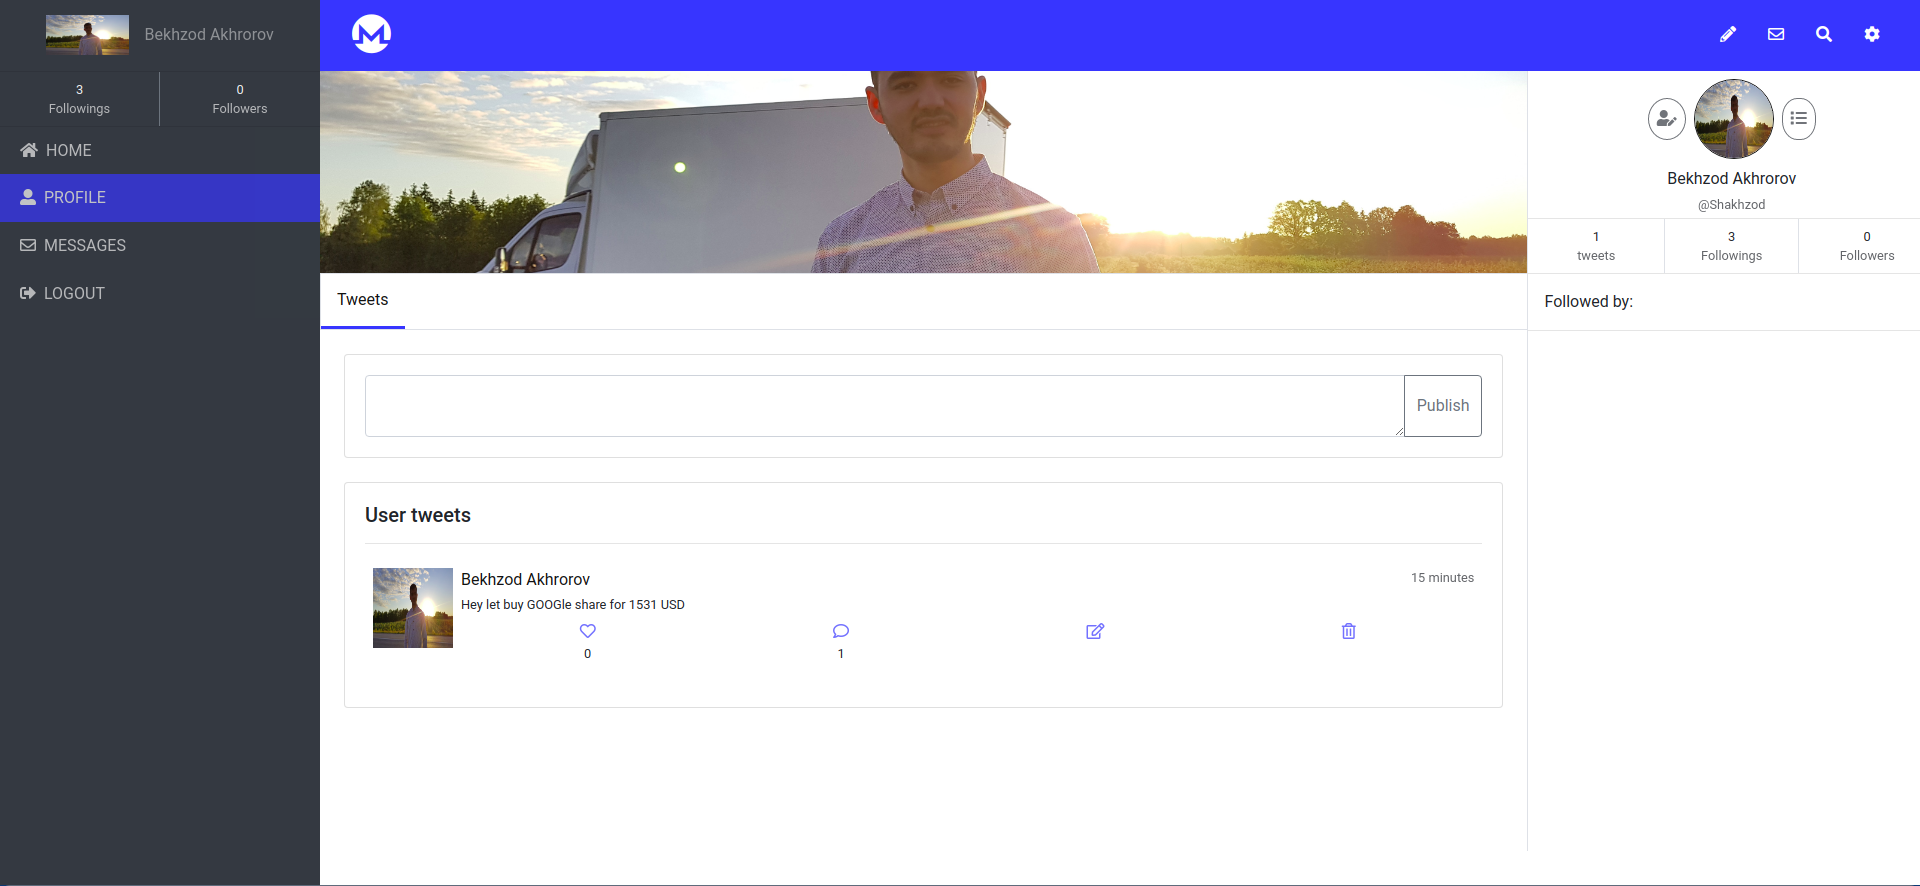 Bekhzod Akhrorov
3 0
Followings Followers
HOME
PROFILE
MESSAGES
LOGOUT
Tweets
Publish
User tweets
Bekhzod Akhrorov 15 minutes
Hey let buy GOOGle share for 1531 USD
0 1
Bekhzod Akhrorov
@Shakhzod
1 3 0
tweets Followings Followers
Followed by: